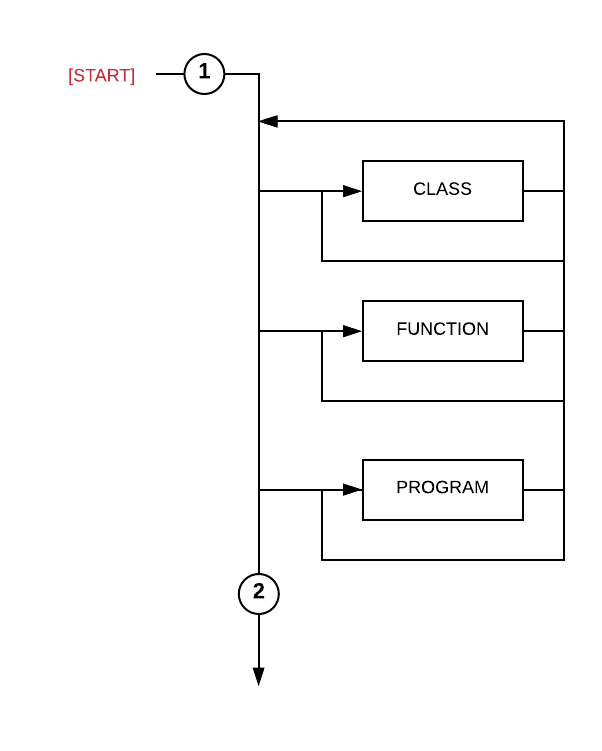 [START]
1
CLASS
FUNCTION
PROGRAM
2